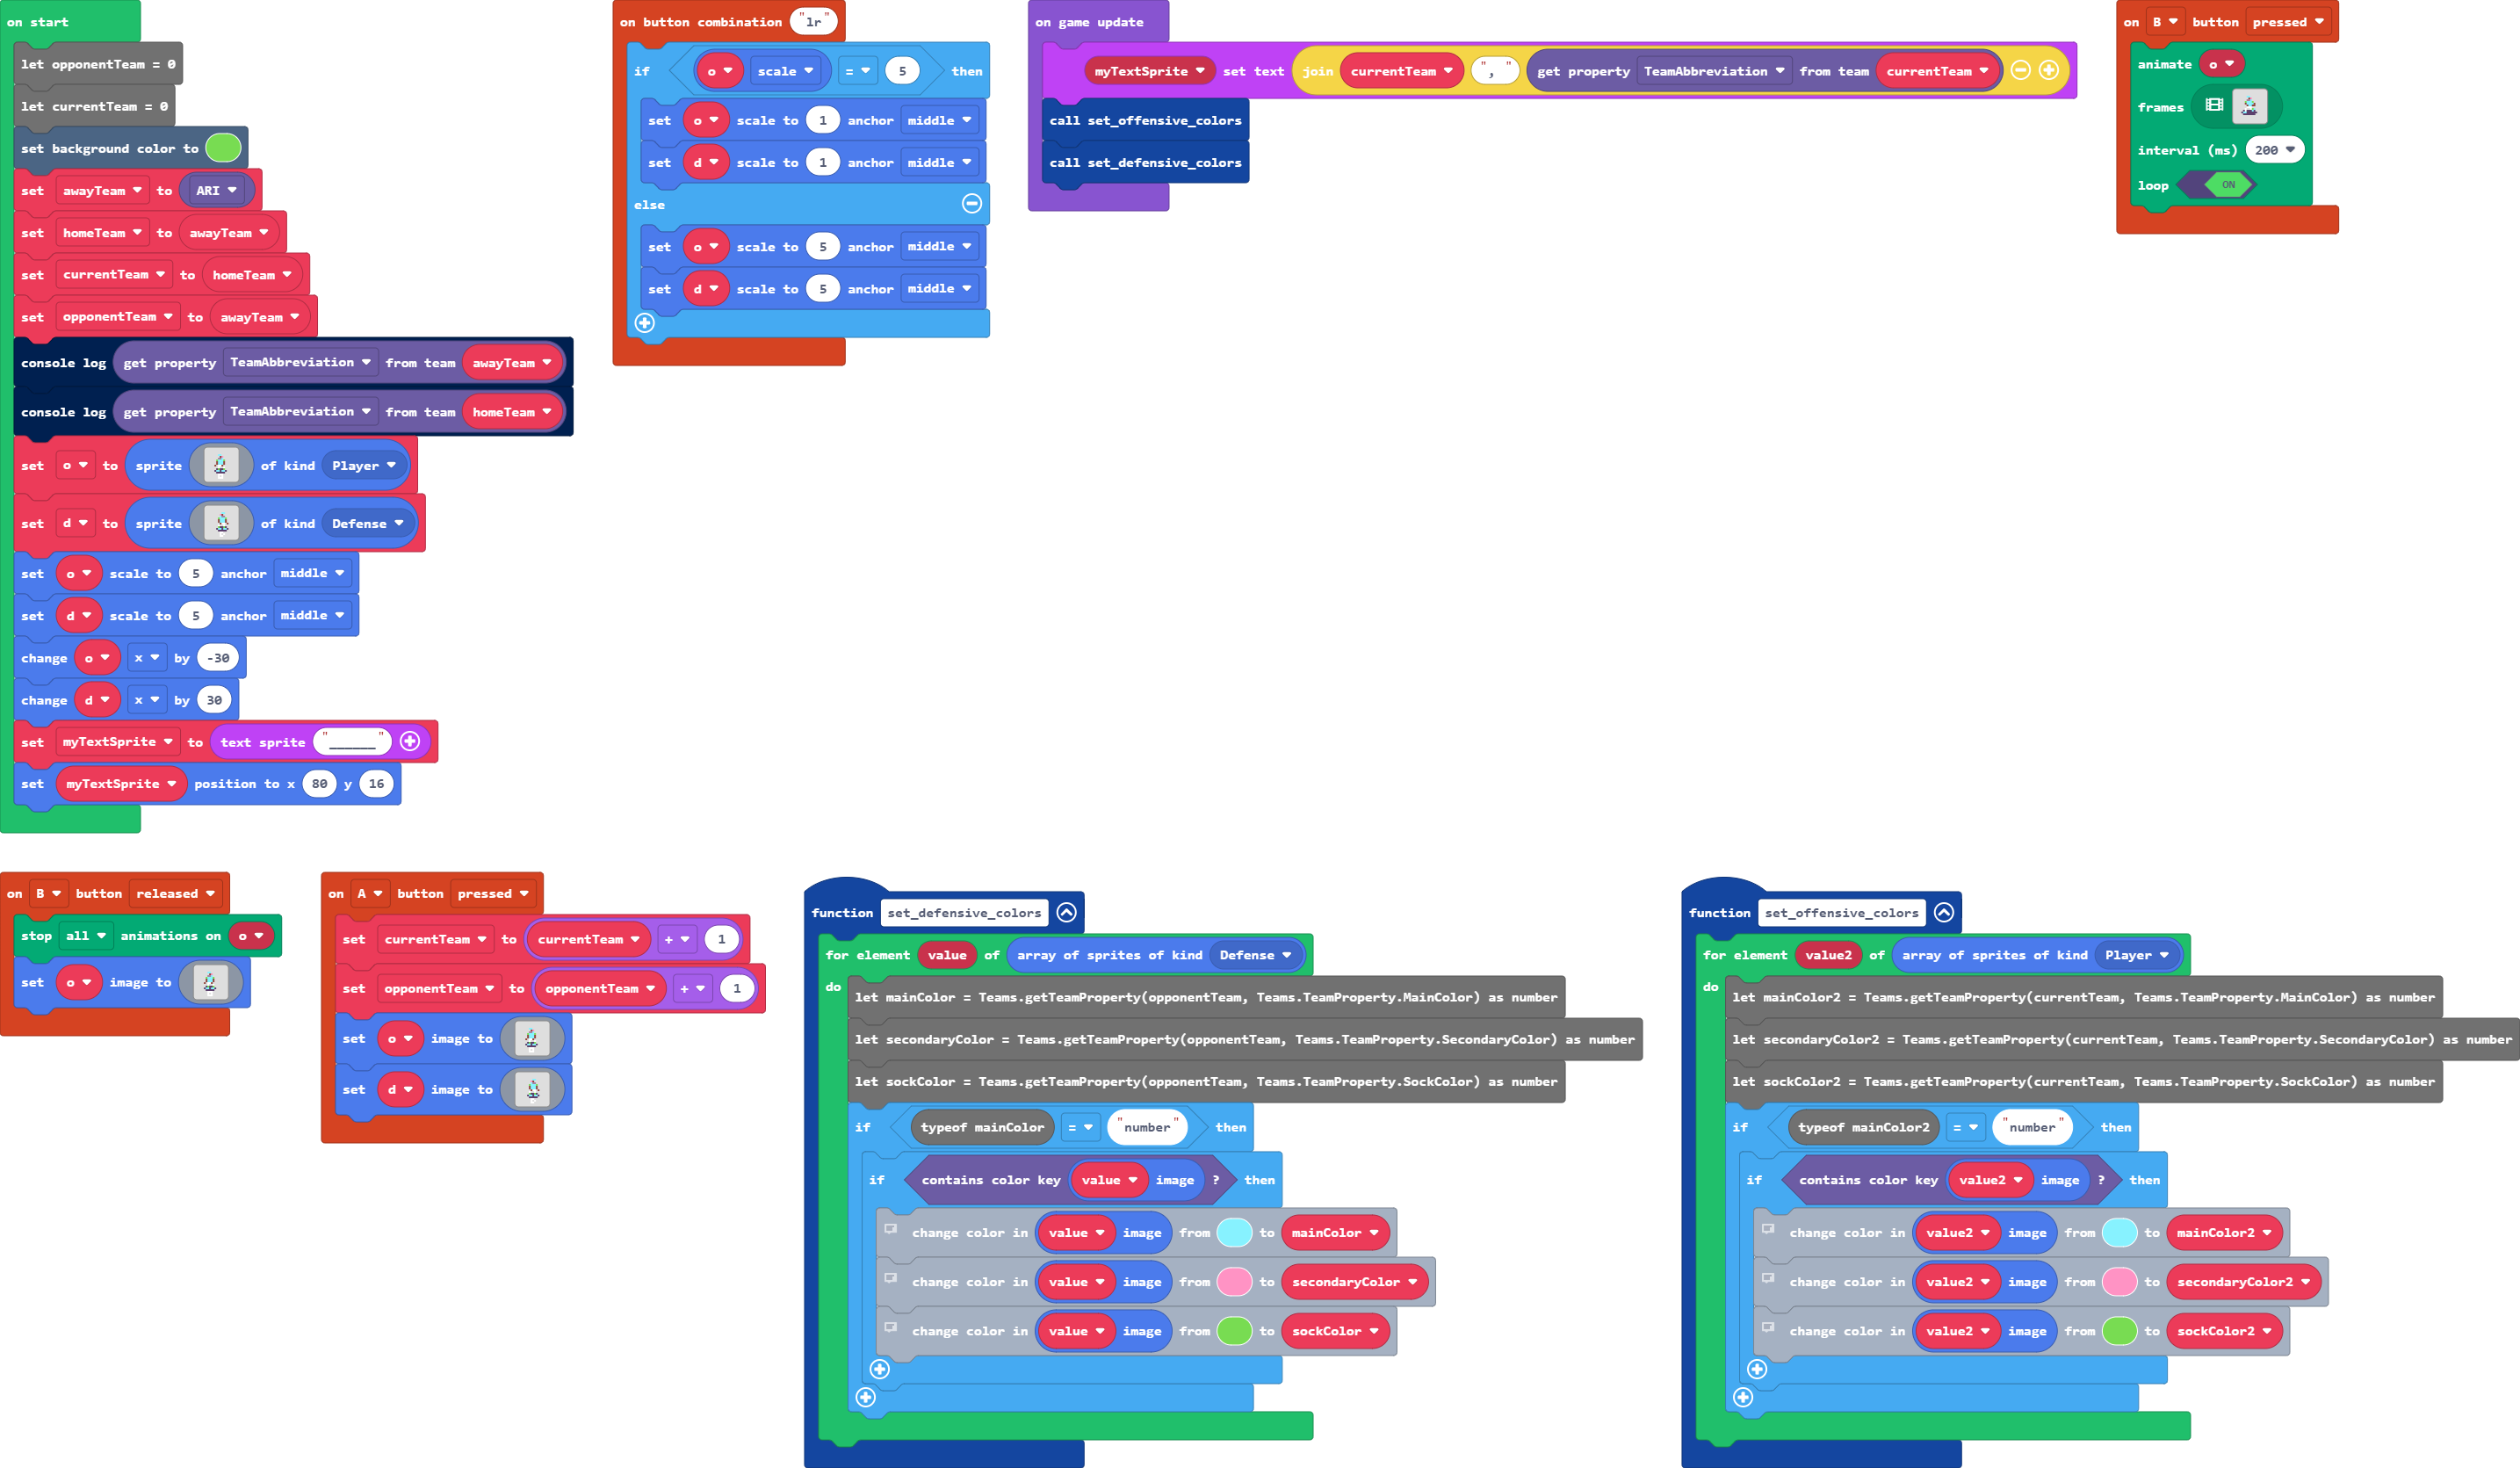 on start
let opponentTeam = 0
let currentTeam = 0
set background color to
set awayTeam to ARI
set homeTeam to awayTeam
set currentTeam to homeTeam
set opponentTeam to awayTeam
console log get property TeamAbbreviation from team awayTeam
console log get property TeamAbbreviation from team homeTeam
set o to sprite of kind Player
set d to sprite of kind Defense
set o scale to 5 anchor middle
set d scale to 5 anchor middle
change o x by -30
change d x by 30
set myTextSprite to text sprite "______"
set myTextSprite position to x 80 y 16
on button combination "lr"
if o scale = 5 then
set o scale to 1 anchor middle
set d scale to 1 anchor middle
else
set o scale to 5 anchor middle
set d scale to 5 anchor middle
on game update
myTextSprite set text join currentTeam ", " get property TeamAbbreviation from team currentTeam
call set_offensive_colors
call set_defensive_colors
on B button pressed
animate o
frames
interval (ms) 200
loop ON
on B button released
stop all animations on o
set o image to
on A button pressed
set currentTeam to currentTeam + 1
set opponentTeam to opponentTeam + 1
set o image to
set d image to
function set_defensive_colors
for element value of array of sprites of kind Defense
do
let mainColor = Teams.getTeamProperty(opponentTeam, Teams.TeamProperty.MainColor) as number
let secondaryColor = Teams.getTeamProperty(opponentTeam, Teams.TeamProperty.SecondaryColor) as number
let sockColor = Teams.getTeamProperty(opponentTeam, Teams.TeamProperty.SockColor) as number
if typeof mainColor = "number" then
if contains color key value image ? then
change color in value image from to mainColor
change color in value image from to secondaryColor
change color in value image from to sockColor
function set_offensive_colors
for element value2 of array of sprites of kind Player
do
let mainColor2 = Teams.getTeamProperty(currentTeam, Teams.TeamProperty.MainColor) as number
let secondaryColor2 = Teams.getTeamProperty(currentTeam, Teams.TeamProperty.SecondaryColor) as number
let sockColor2 = Teams.getTeamProperty(currentTeam, Teams.TeamProperty.SockColor) as number
if typeof mainColor2 = "number" then
if contains color key value2 image ? then
change color in value2 image from to mainColor2
change color in value2 image from to secondaryColor2
change color in value2 image from to sockColor2